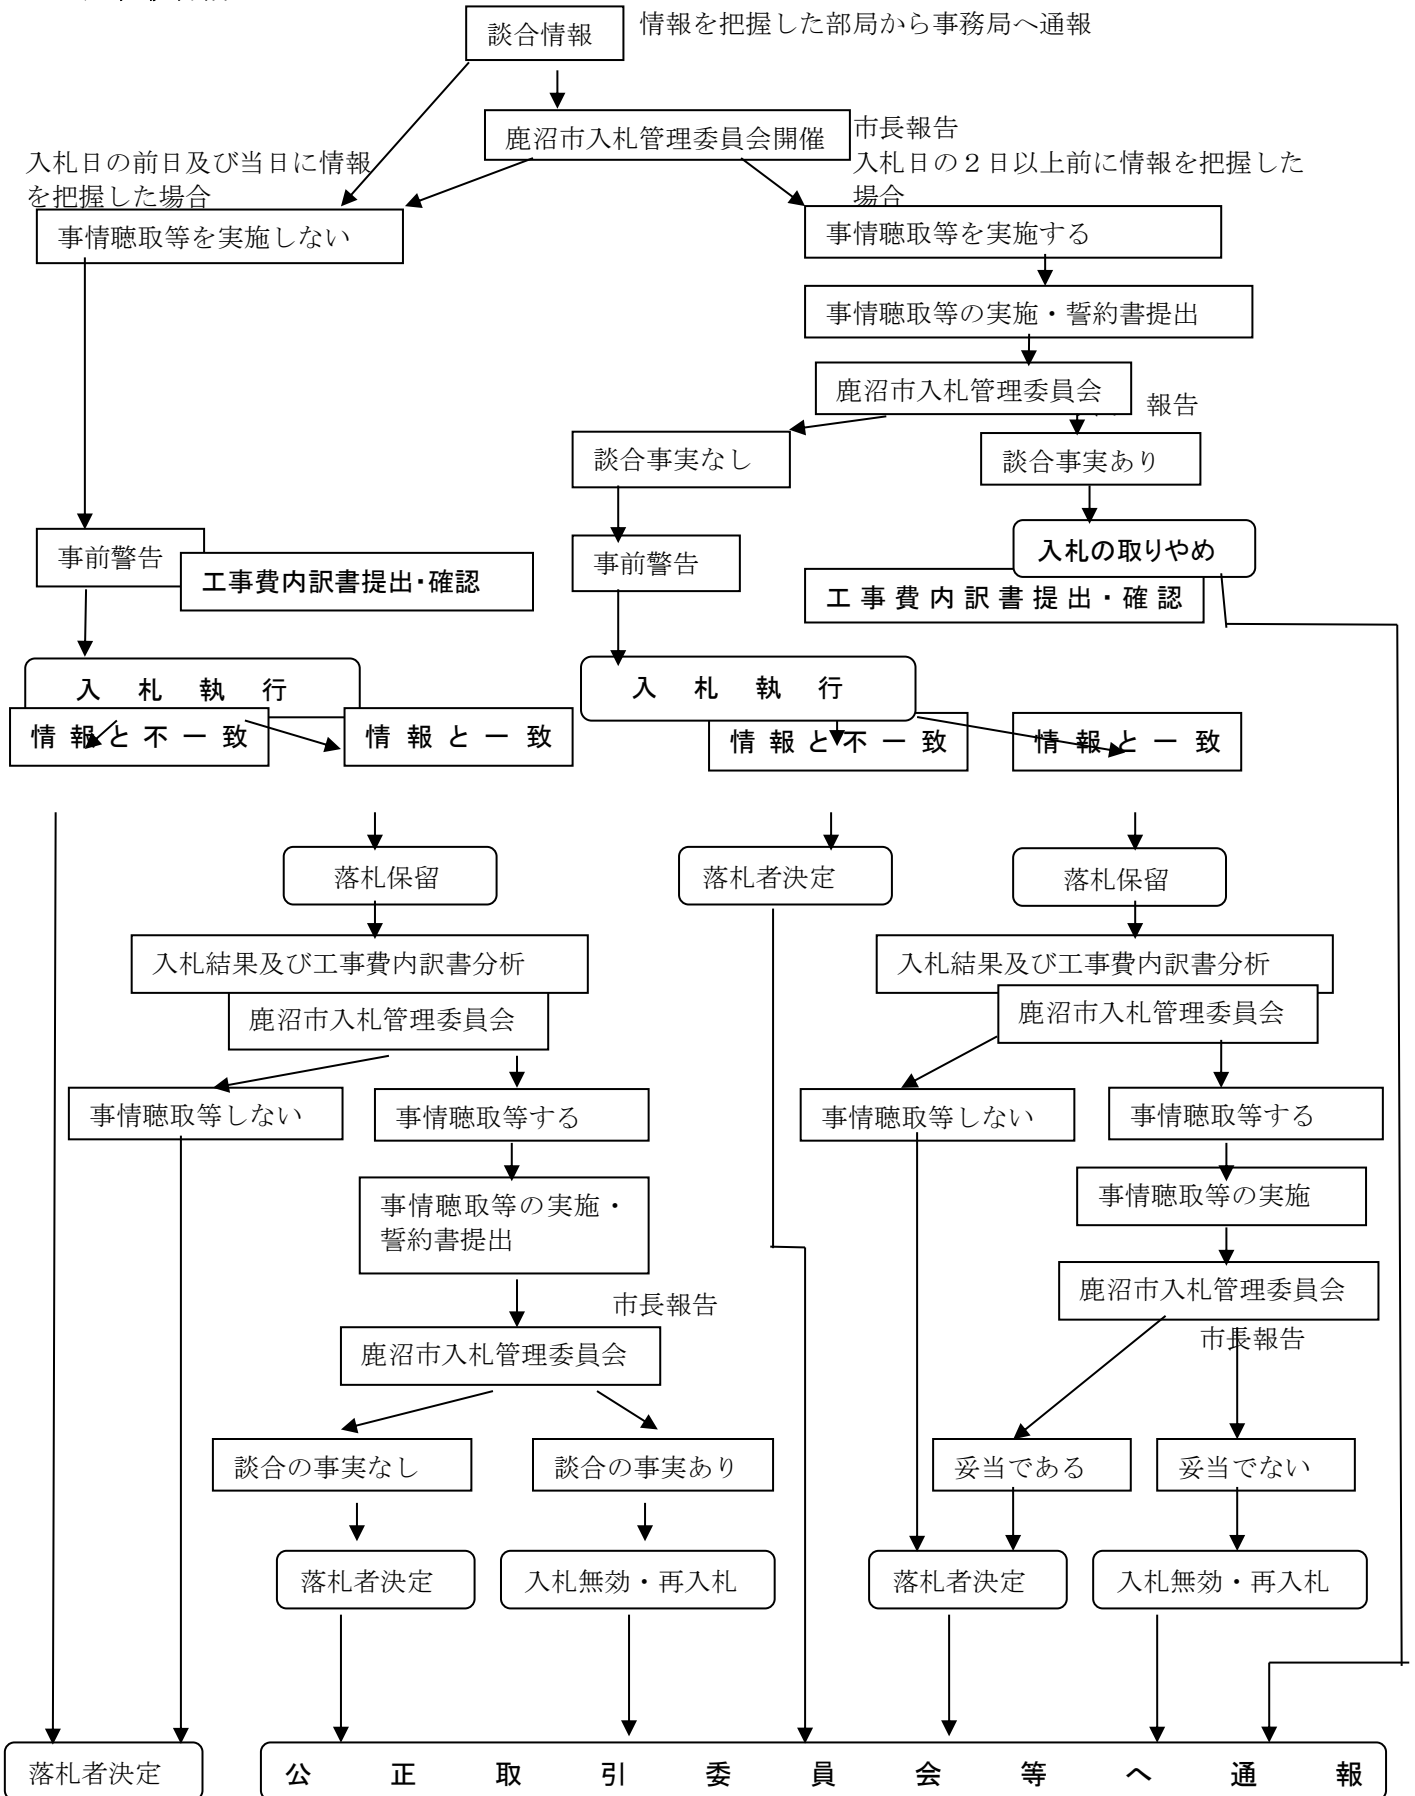 談合情報
情報を把握した部局から事務局へ通報
鹿沼市入札管理委員会開催
市長報告
入札日の前日及び当日に情報
を把握した場合
入札日の２日以上前に情報を把握した
場合
事情聴取等を実施しない
事情聴取等を実施する
事情聴取等の実施・誓約書提出
鹿沼市入札管理委員会
報告
談合事実なし
談合事実あり
事前警告
工事費内訳書提出・確認
事前警告
入札の取りやめ
工事費内訳書提出・確認
入札執行
入札執行
情報と不一致
情報と一致
情報と不一致
情報と一致
落札保留
落札者決定
落札保留
入札結果及び工事費内訳書分析
入札結果及び工事費内訳書分析
鹿沼市入札管理委員会
鹿沼市入札管理委員会
事情聴取等しない
事情聴取等する
事情聴取等しない
事情聴取等する
事情聴取等の実施・
誓約書提出
事情聴取等の実施
市長報告
鹿沼市入札管理委員会
鹿沼市入札管理委員会
市長報告
談合の事実なし
談合の事実あり
妥当である
妥当でない
落札者決定
入札無効・再入札
落札者決定
入札無効・再入札
落札者決定
公正取引委員会等へ通報